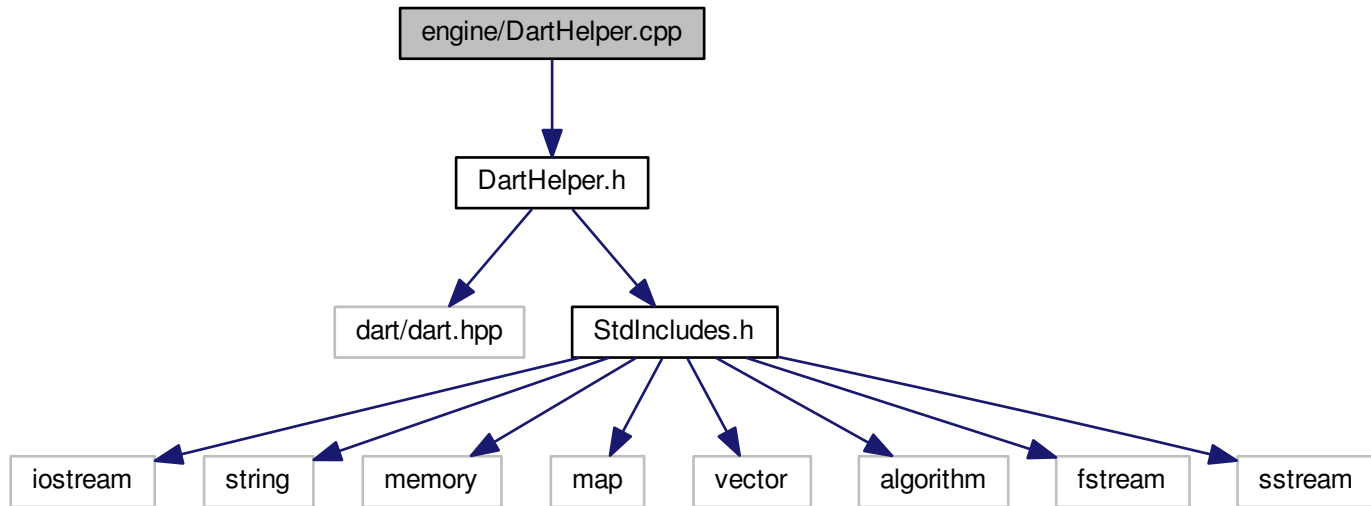 engine/DartHelper.cpp
DartHelper.h
dart/dart.hpp
StdIncludes.h
iostream
string
memory
map
vector
algorithm
fstream
sstream